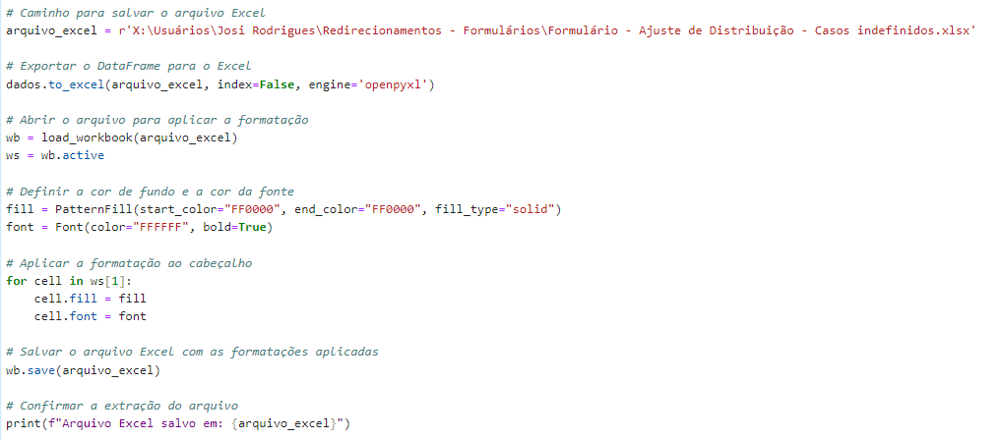 # Caminho para salvar o arquivo Excel
arquivo_excel = r'X:\Usuários\Josi Rodrigues\Redirecionamentos - Formulários\Formulário - Ajuste de Distribuição - Casos indefinidos.xlsx'
# Exportar o DataFrame para o Excel
dados.to_excel(arquivo_excel, index=False, engine='openpyxl')
# Abrir o arquivo para aplicar a formatação
wb = load_workbook(arquivo_excel)
ws = wb.active
# Definir a cor de fundo e a cor da fonte
fill = PatternFill(start_color="FF0000", end_color="FF0000", fill_type="solid")
font = Font(color="FFFFFF", bold=True)
# Aplicar a formatação ao cabeçalho
for cell in ws[1]:
    cell.fill = fill
    cell.font = font
# Salvar o arquivo Excel com as formatações aplicadas
wb.save(arquivo_excel)
# Confirmar a extração do arquivo
print(f"Arquivo Excel salvo em: {arquivo_excel}")